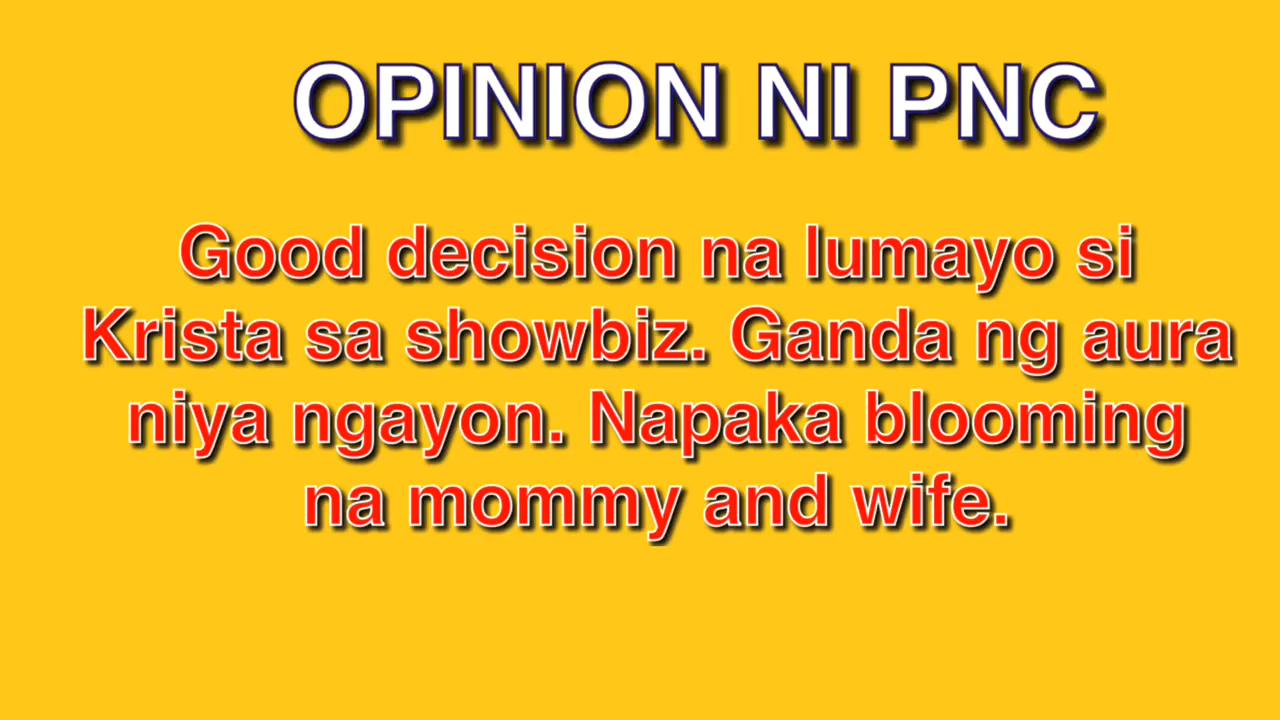 OPINION NI PNC
Good decision na lumayo si
Krista sa showbiz. Ganda ng aura
niya ngayon. Napaka blooming
na mommy and wife.